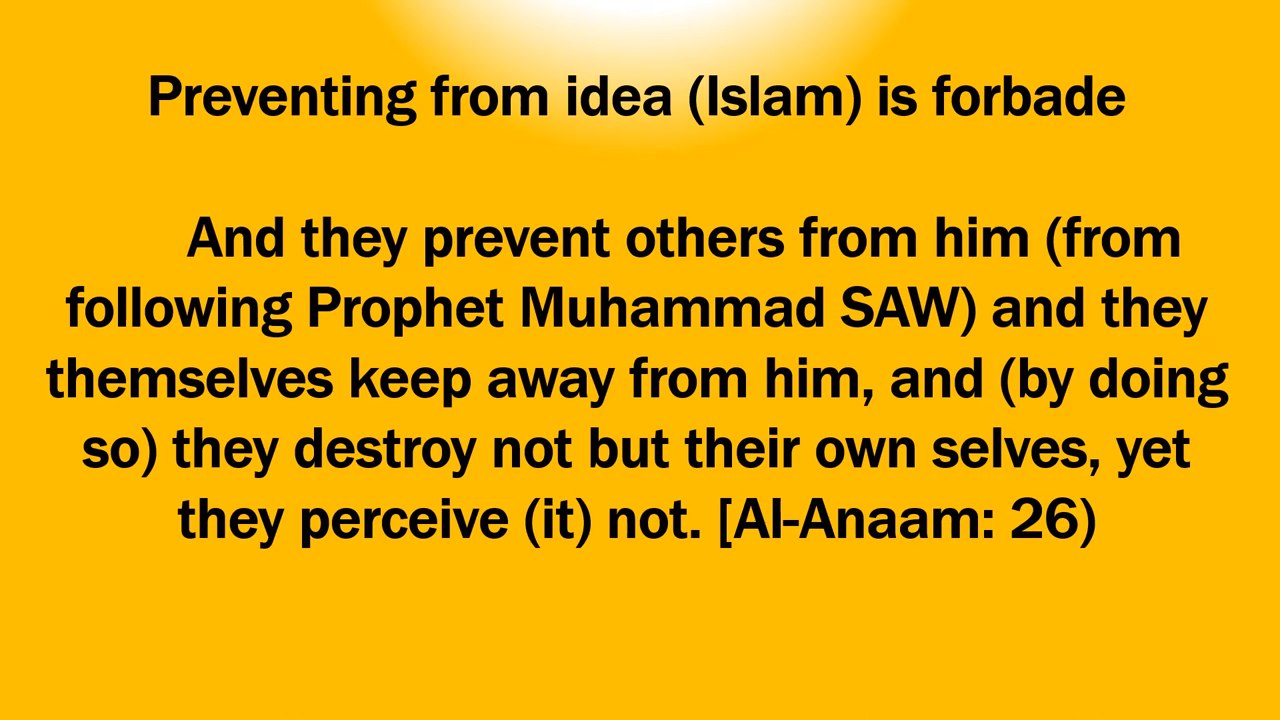 Preventing from idea (Islam) is forbade
And they prevent others from him (from
following Prophet Muhammad SAW) and they
themselves keep away from him, and (by doing
so) they destroy not but their own selves, yet
they perceive (it) not. [Al-Anaam: 26)